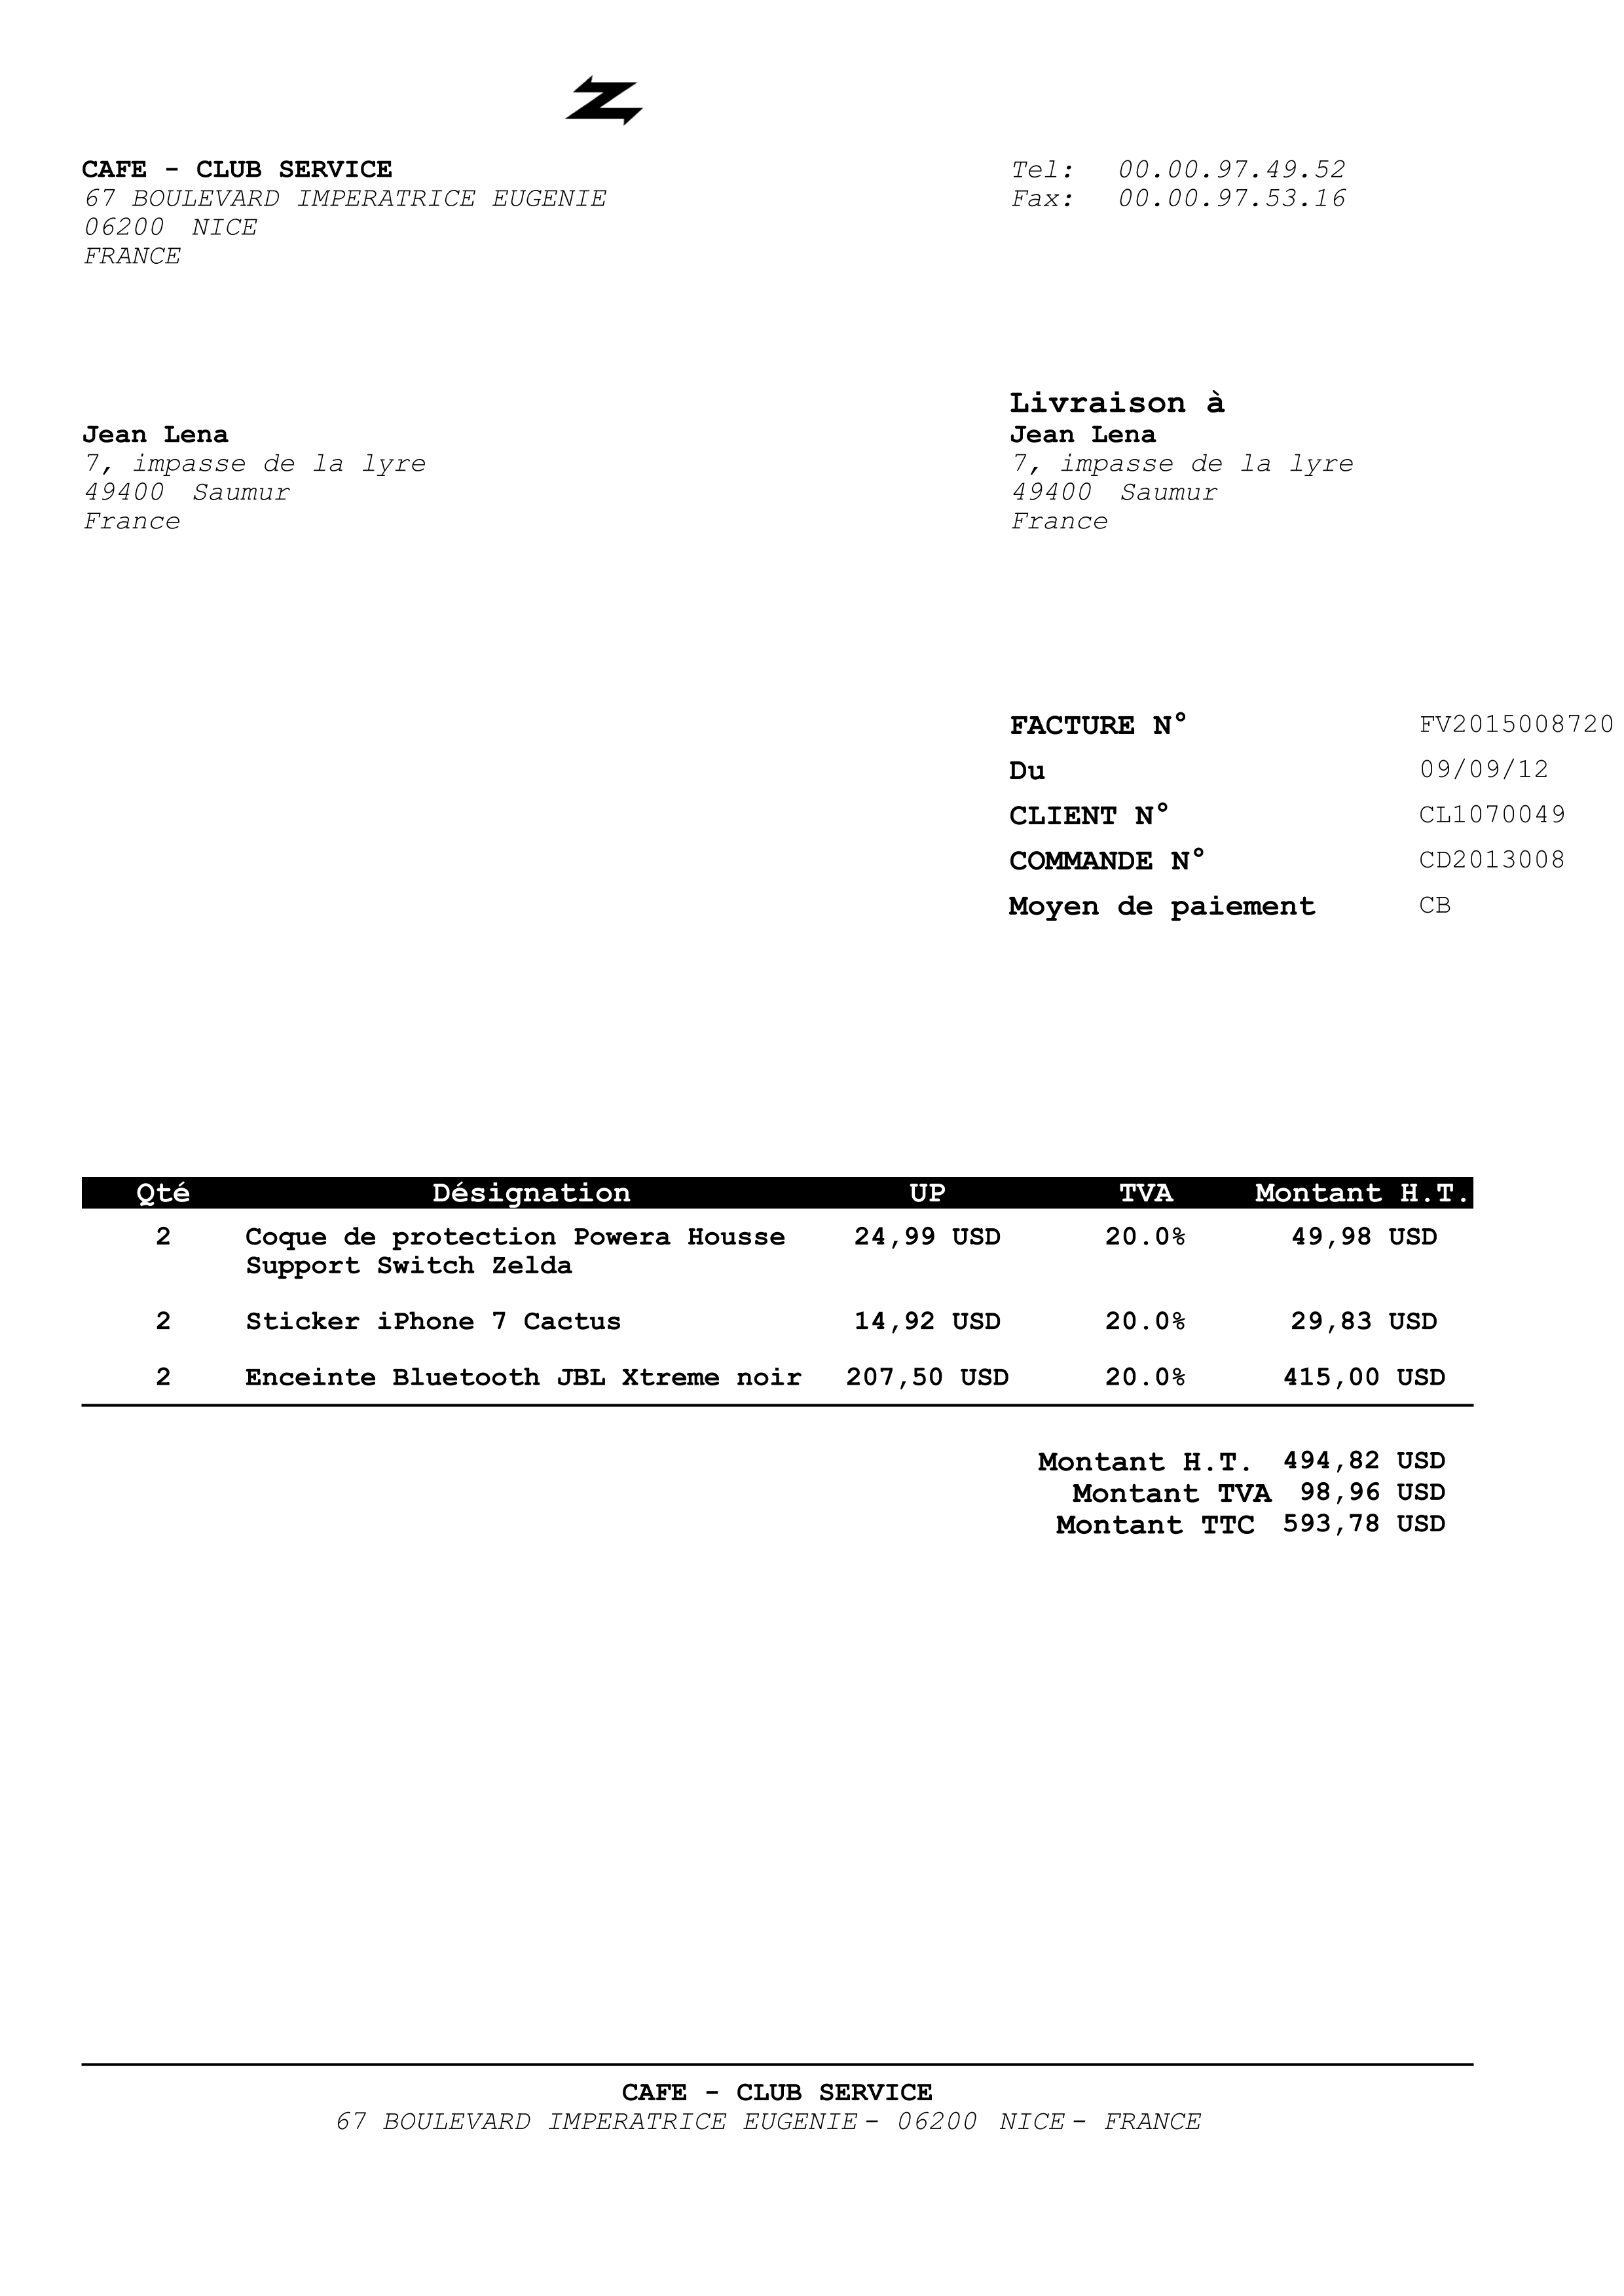 CAFE - CLUB SERVICE
67 BOULEVARD IMPERATRICE EUGENIE
06200 NICE
FRANCE
Tel: 00.00.97.49.52
Fax: 00.00.97.53.16
Jean Lena
7, impasse de la lyre
49400 Saumur
France
Livraison à
Jean Lena
7, impasse de la lyre
49400 Saumur
France
FACTURE N° FV2015008720
Du 09/09/12
CLIENT N° CL1070049
COMMANDE N° CD2013008
Moyen de paiement CB
Qté Désignation UP TVA Montant H.T.
2 Coque de protection Powera Housse 24,99 USD 20.0% 49,98 USD
Support Switch Zelda
2 Sticker iPhone 7 Cactus 14,92 USD 20.0% 29,83 USD
2 Enceinte Bluetooth JBL Xtreme noir 207,50 USD 20.0% 415,00 USD
Montant H.T. 494,82 USD
Montant TVA 98,96 USD
Montant TTC 593,78 USD
CAFE - CLUB SERVICE
67 BOULEVARD IMPERATRICE EUGENIE - 06200 NICE - FRANCE